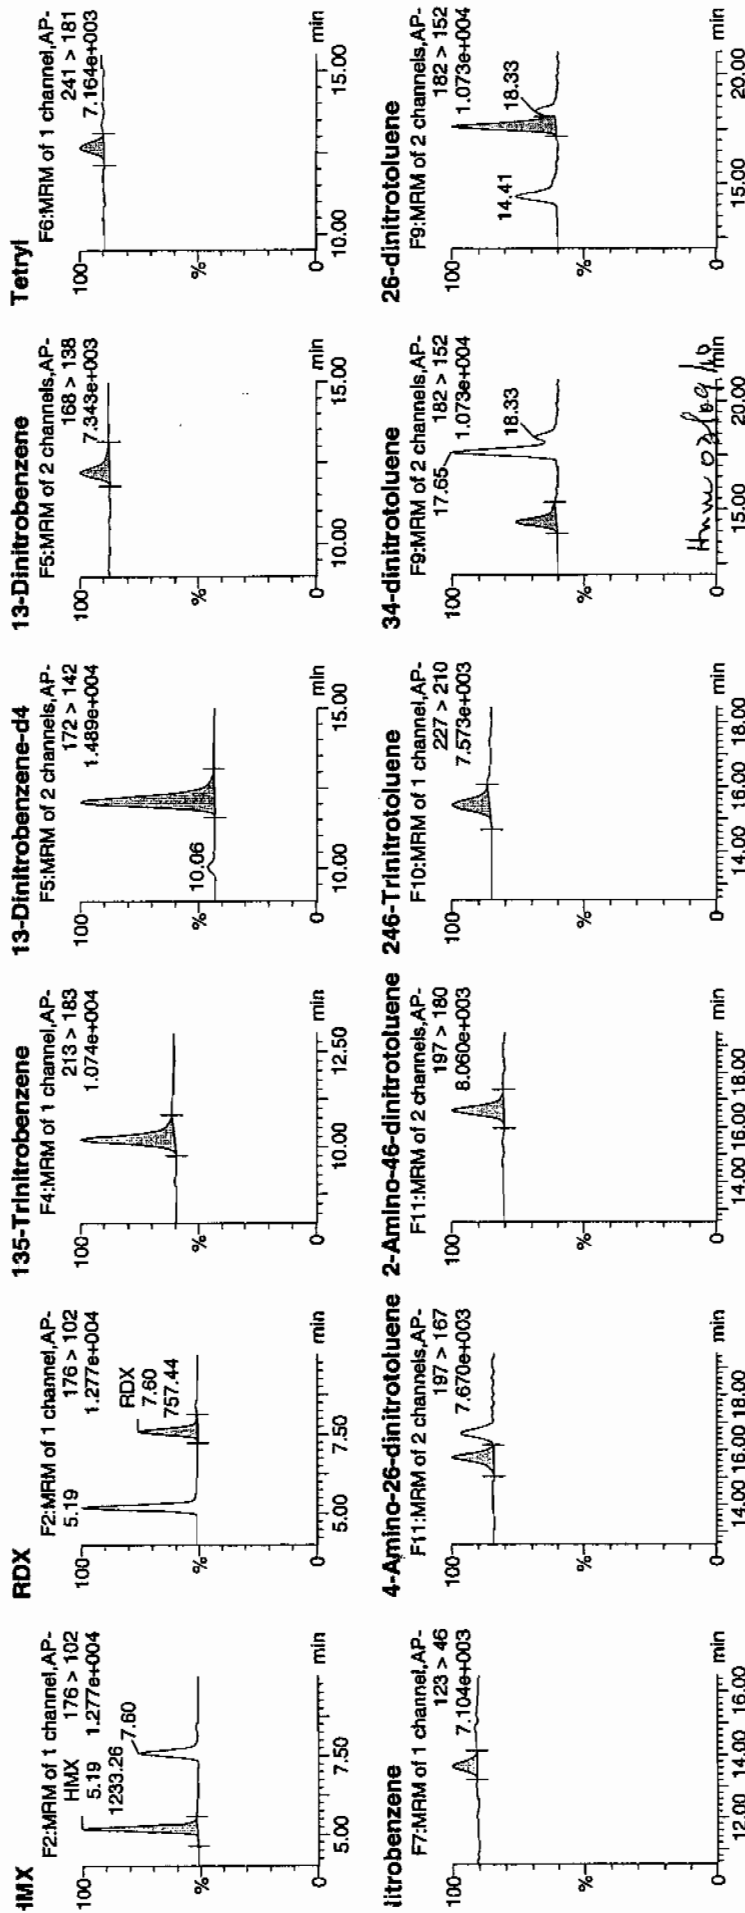 HMX
F2:MRM of 1 channel,AP-
176 > 102
1.277e+004
HMX
5.19
1233.26
7.60
100
%
0
5.00
7.50
min
RDX
F2:MRM of 1 channel,AP-
176 > 102
1.277e+004
5.19
RDX
7.60
757.44
100
%
0
5.00
7.50
min
135-Trinitrobenzene
F4:MRM of 1 channel,AP-
213 > 183
1.074e+004
100
%
0
10.00
12.50
min
13-Dinitrobenzene-d4
F5:MRM of 2 channels,AP-
172 > 142
1.489e+004
10.06
100
%
0
10.00
15.00
min
13-Dinitrobenzene
F5:MRM of 2 channels,AP-
168 > 138
7.343e+003
100
%
0
10.00
15.00
min
Tetryl
F6:MRM of 1 channel,AP-
241 > 181
7.164e+003
100
%
0
10.00
15.00
min
litrobenzene
F7:MRM of 1 channel,AP-
123 > 46
7.104e+003
100
%
0
12.00
14.00
16.00
min
4-Amino-26-dinitrotoluene
F11:MRM of 2 channels,AP-
197 > 167
7.670e+003
100
%
0
14.00
16.00
18.00
min
2-Amino-46-dinitrotoluene
F11:MRM of 2 channels,AP-
197 > 180
8.060e+003
100
%
0
14.00
16.00
18.00
min
246-Trinitrotoluene
F10:MRM of 1 channel,AP-
227 > 210
7.573e+003
100
%
0
14.00
16.00
18.00
min
34-dinitrotoluene
F9:MRM of 2 channels,AP-
182 > 152
1.073e+004
17.65
18.33
100
%
0
15.00
20.00
min
26-dinitrotoluene
F9:MRM of 2 channels,AP-
182 > 152
1.073e+004
14.41
18.33
100
%
0
15.00
20.00
min